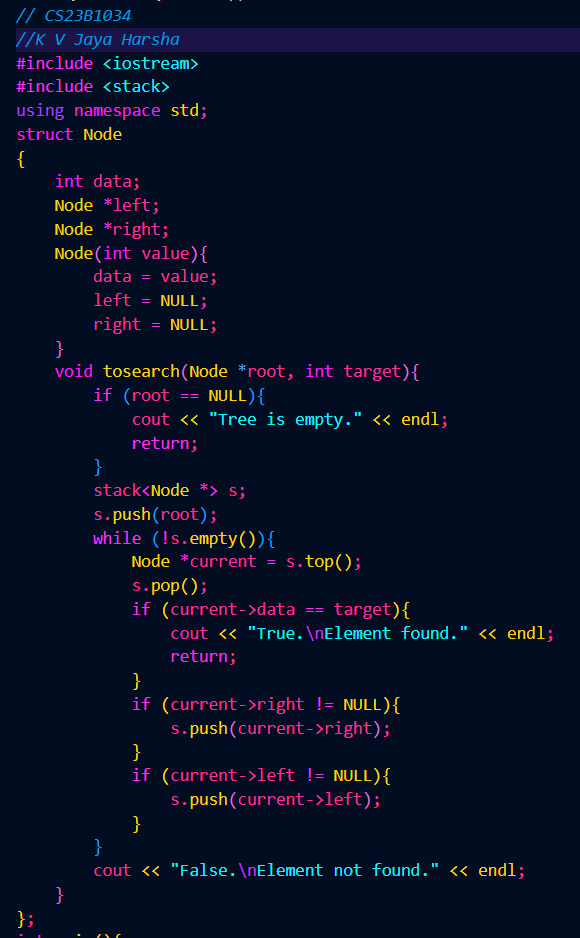 // CS23B1034
//K V Jaya Harsha
#include <iostream>
#include <stack>
using namespace std;
struct Node
{
    int data;
    Node *left;
    Node *right;
    Node(int value){
        data = value;
        left = NULL;
        right = NULL;
    }
    void tosearch(Node *root, int target){
        if (root == NULL){
            cout << "Tree is empty." << endl;
            return;
        }
        stack<Node *> s;
        s.push(root);
        while (!s.empty()){
            Node *current = s.top();
            s.pop();
            if (current->data == target){
                cout << "True.\nElement found." << endl;
                return;
            }
            if (current->right != NULL){
                s.push(current->right);
            }
            if (current->left != NULL){
                s.push(current->left);
            }
        }
        cout << "False.\nElement not found." << endl;
    }
};